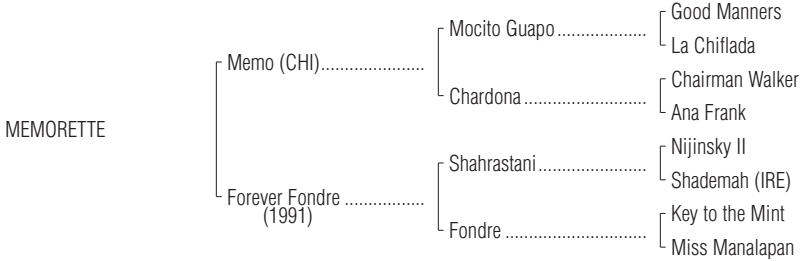 Good Manners
Mocito Guapo....................
La Chiflada
Memo (CHI)......................
Chairman Walker
Chardona..........................
Ana Frank
MEMORETTE
Nijinsky II
Shahrastani.......................
Shademah (IRE)
Forever Fondre .................
(1991)
Key to the Mint
Fondre ..............................
Miss Manalapan